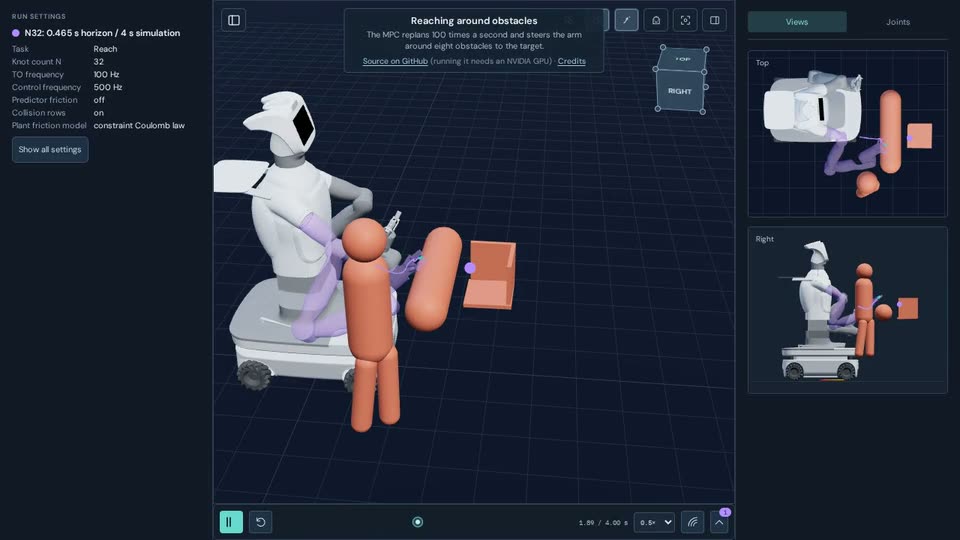 RUN SETTINGS
N32: 0.465 s horizon / 4 s simulation
Task Reach
Knot count N 32
TO frequency 100 Hz
Control frequency 500 Hz
Predictor friction off
Collision rows on
Plant friction model constraint Coulomb law
Show all settings
Reaching around obstacles
The MPC replans 100 times a second and steers the arm
around eight obstacles to the target.
Source on GitHub (running it needs an NVIDIA GPU) · Credits
TOP
RIGHT
1.89 / 4.00 s
0.5×
1
Views Joints
Top
Right